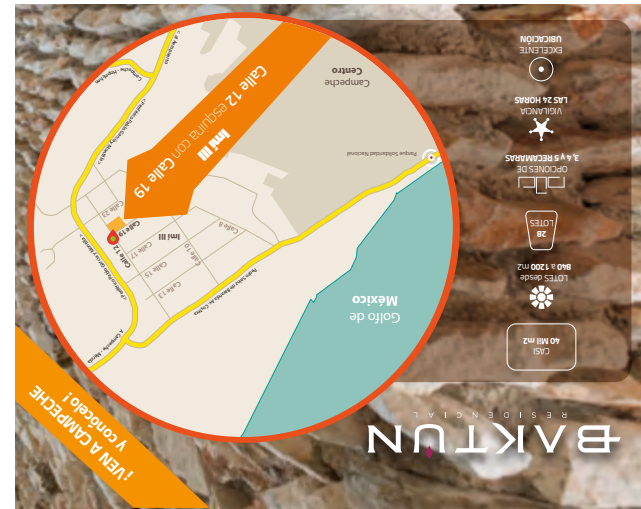 BAKTUN
RESIDENCIAL
CASI
40 Mil m2
LOTES desde
840 a 1200 m2
28
LOTES
OPCIONES DE
3, 4 y 5 RECAMARAS
VIGILANCIA
LAS 24 HORAS
EXCELENTE
UBICACIÓN
¡VEN A CAMPECHE
y conócelo !
Golfo de
México
Imi III
Calle 12 esquina con Calle 19
Campeche
Centro
Parque Solidaridad Nacional
Imi III
Calle 8
Calle 10
Calle 12
Calle 13
Calle 15
Calle 17
Calle 19
Calle 23